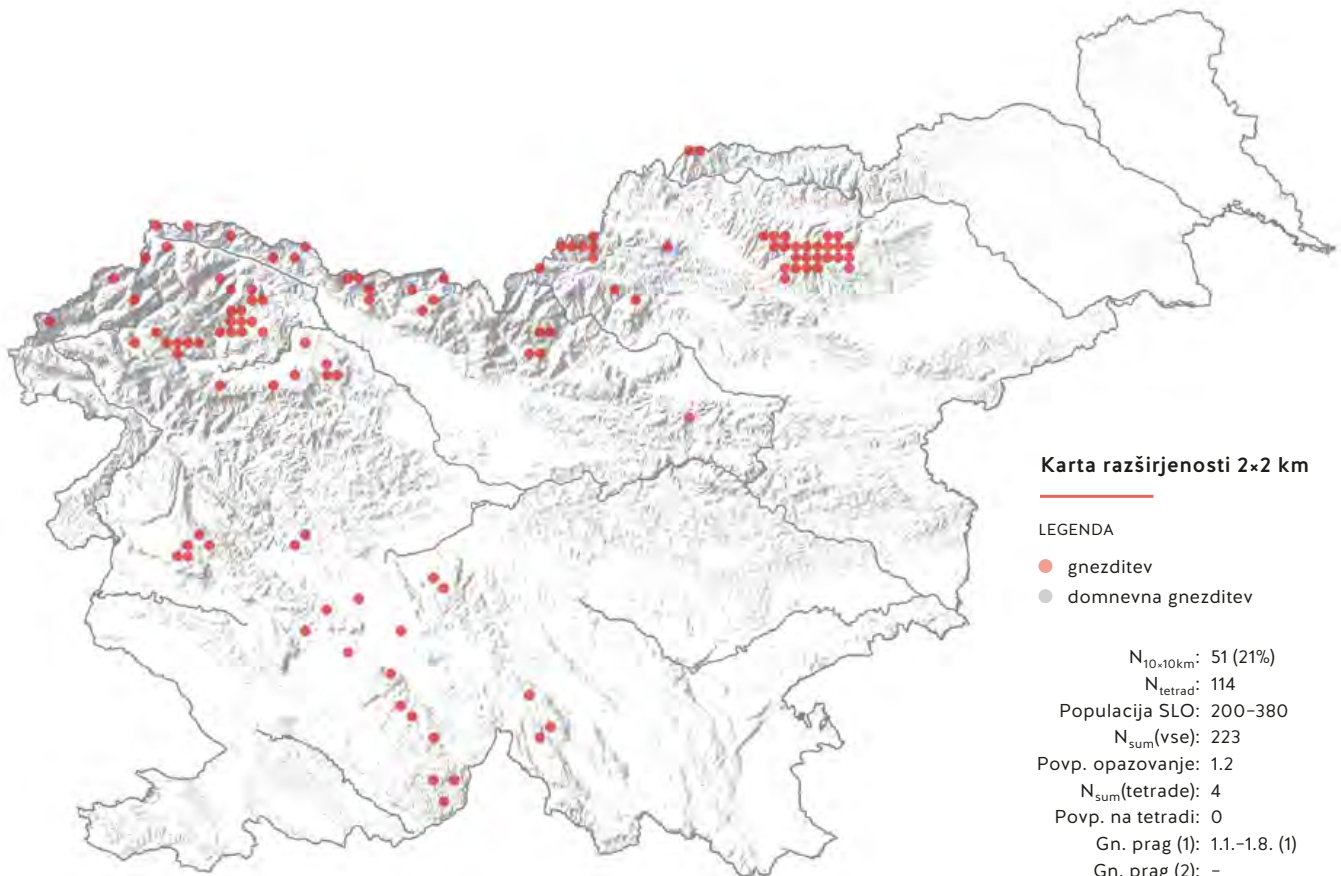 Karta razširjenosti 2×2 km
LEGENDA
gnezditev
domnevna gnezditev
N10×10km: 51 (21%)
Ntetrad: 114
Populacija SLO: 200–380
Nsum(vse): 223
Povp. opazovanje: 1.2
Nsum(tetrade): 4
Povp. na tetradi: 0
Gn. prag (1): 1.1.–1.8. (1)
Gn. prag (2): –